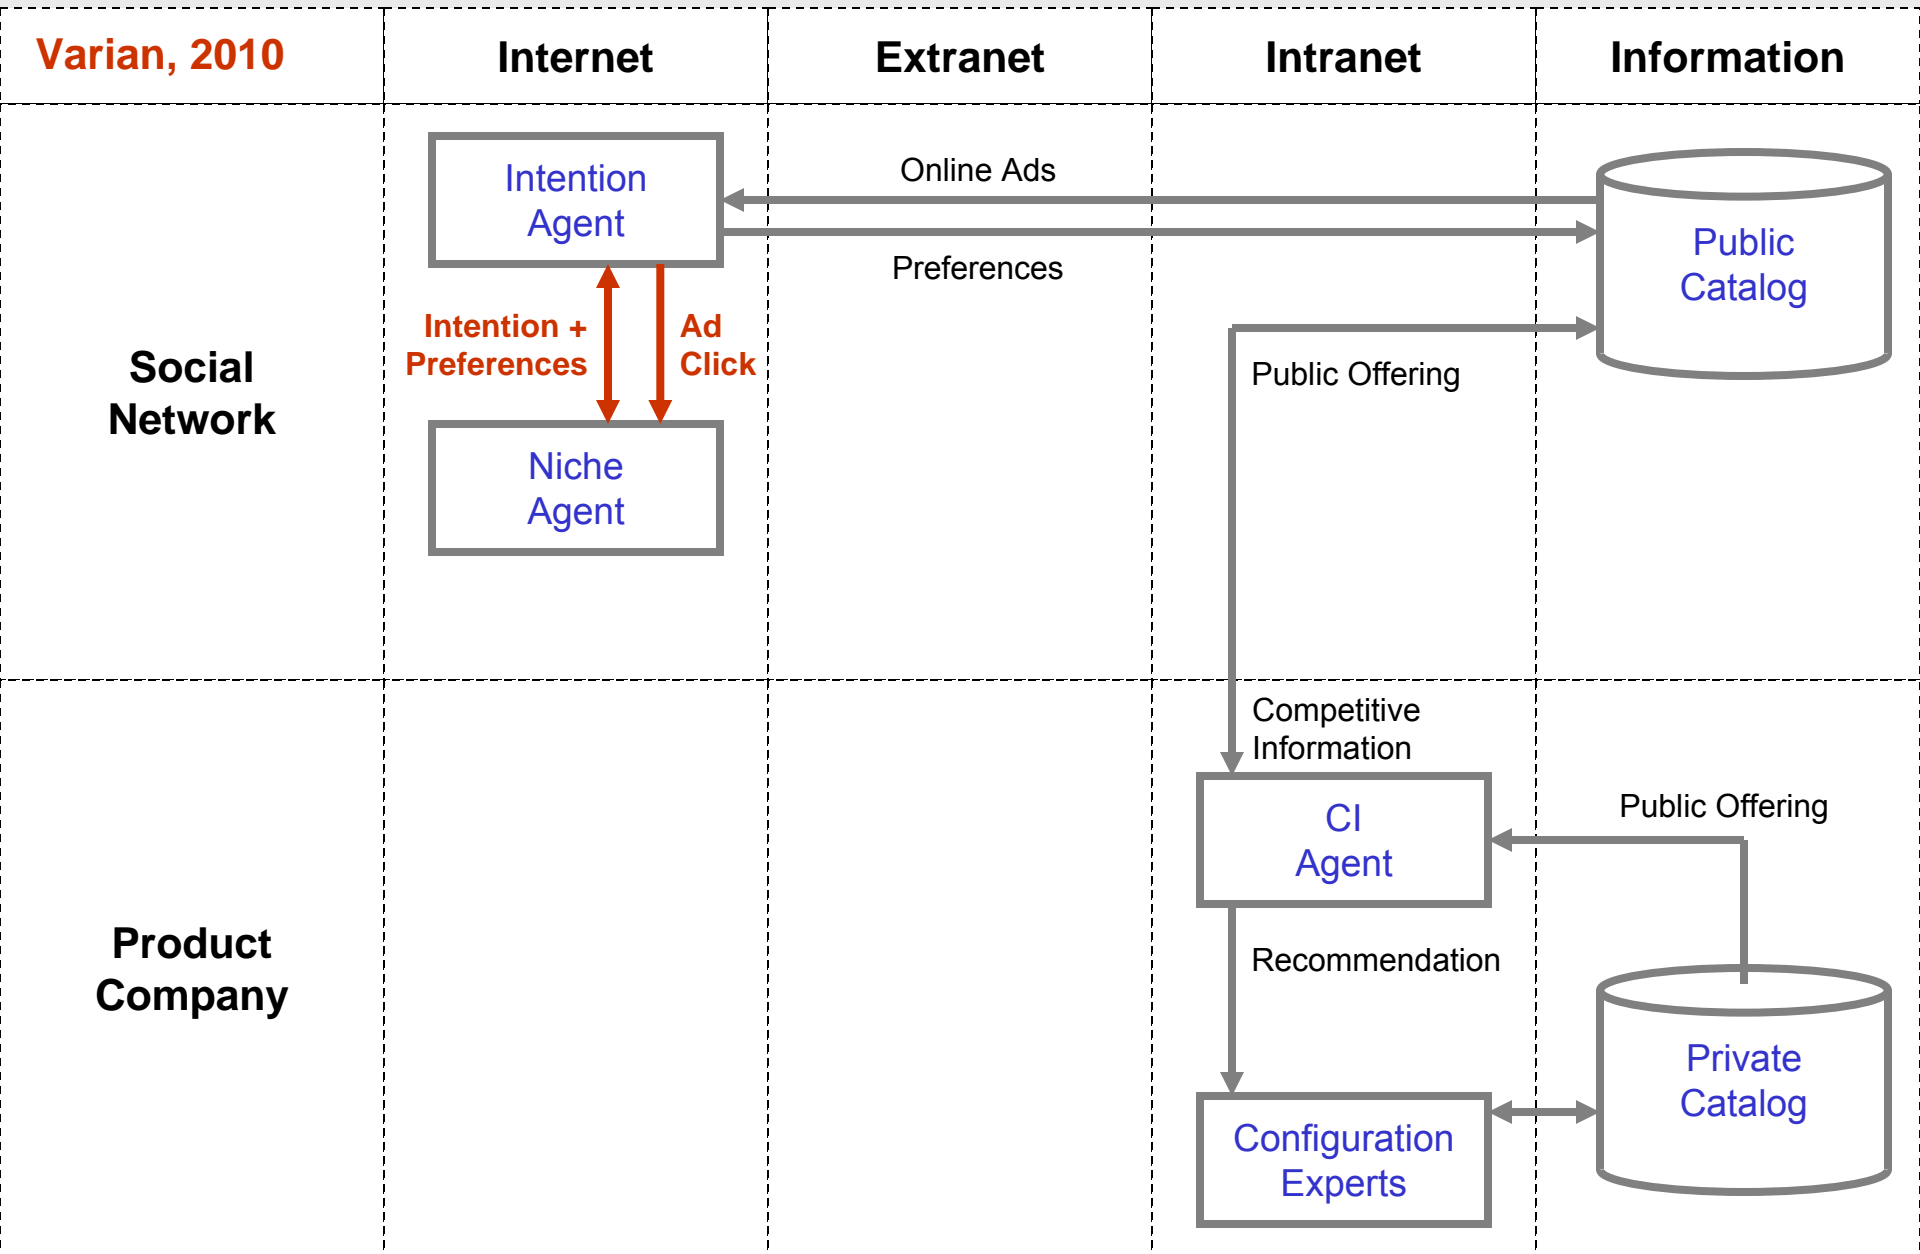 Varian, 2010
Internet
Extranet
Intranet
Information
Social
Network
Intention
Agent
Online Ads
Preferences
Public
Catalog
Intention +
Preferences
Ad
Click
Public Offering
Niche
Agent
Product
Company
Competitive
Information
CI
Agent
Public Offering
Recommendation
Private
Catalog
Configuration
Experts